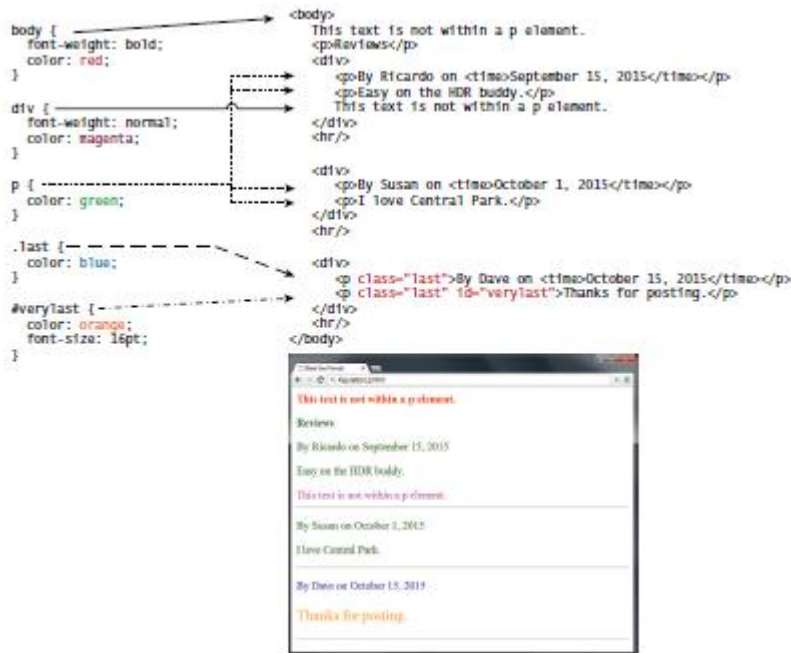 body {
font-weight: bold;
color: red;
}
div {
font-weight: normal;
color: magenta;
}
p {
color: green;
}
.last {
color: blue;
}
#verylast {
color: orange;
font-size: 16pt;
}
<body>
This text is not within a p element.
<p>Reviews</p>
<div>
<p>By Ricardo on <time>September 15, 2015</time></p>
<p>Easy on the HDR buddy.</p>
This text is not within a p element.
</div>
<hr/>
<div>
<p>By Susan on <time>October 1, 2015</time></p>
<p>I love Central Park.</p>
</div>
<hr/>
<div>
<p class="last">By Dave on <time>October 15, 2015</time></p>
<p class="last" id="verylast">Thanks for posting.</p>
</div>
<hr/>
</body>
This text is not within a p element.
Reviews
By Ricardo on September 15, 2015
Easy on the HDR buddy.
This text is not within a p element.
By Susan on October 1, 2015
I love Central Park.
By Dave on October 15, 2015
Thanks for posting.